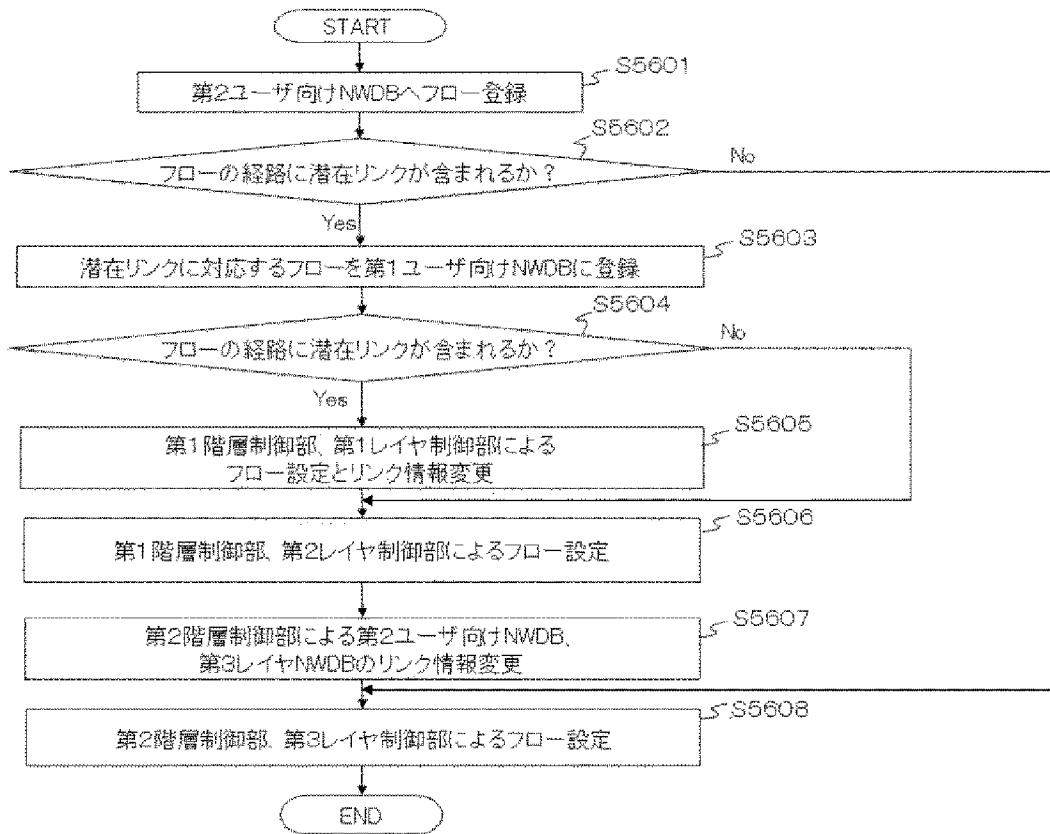 START
S5601
第2ユーザ向けNWDBへフロー登録
S5602
フローの経路に潜在リンクが含まれるか？
No
Yes
S5603
潜在リンクに対応するフローを第1ユーザ向けNWDBに登録
S5604
フローの経路に潜在リンクが含まれるか？
No
Yes
S5605
第1階層制御部、第1レイヤ制御部による
フロー設定とリンク情報変更
S5606
第1階層制御部、第2レイヤ制御部によるフロー設定
S5607
第2階層制御部による第2ユーザ向けNWDB、
第3レイヤNWDBのリンク情報変更
S5608
第2階層制御部、第3レイヤ制御部によるフロー設定
END